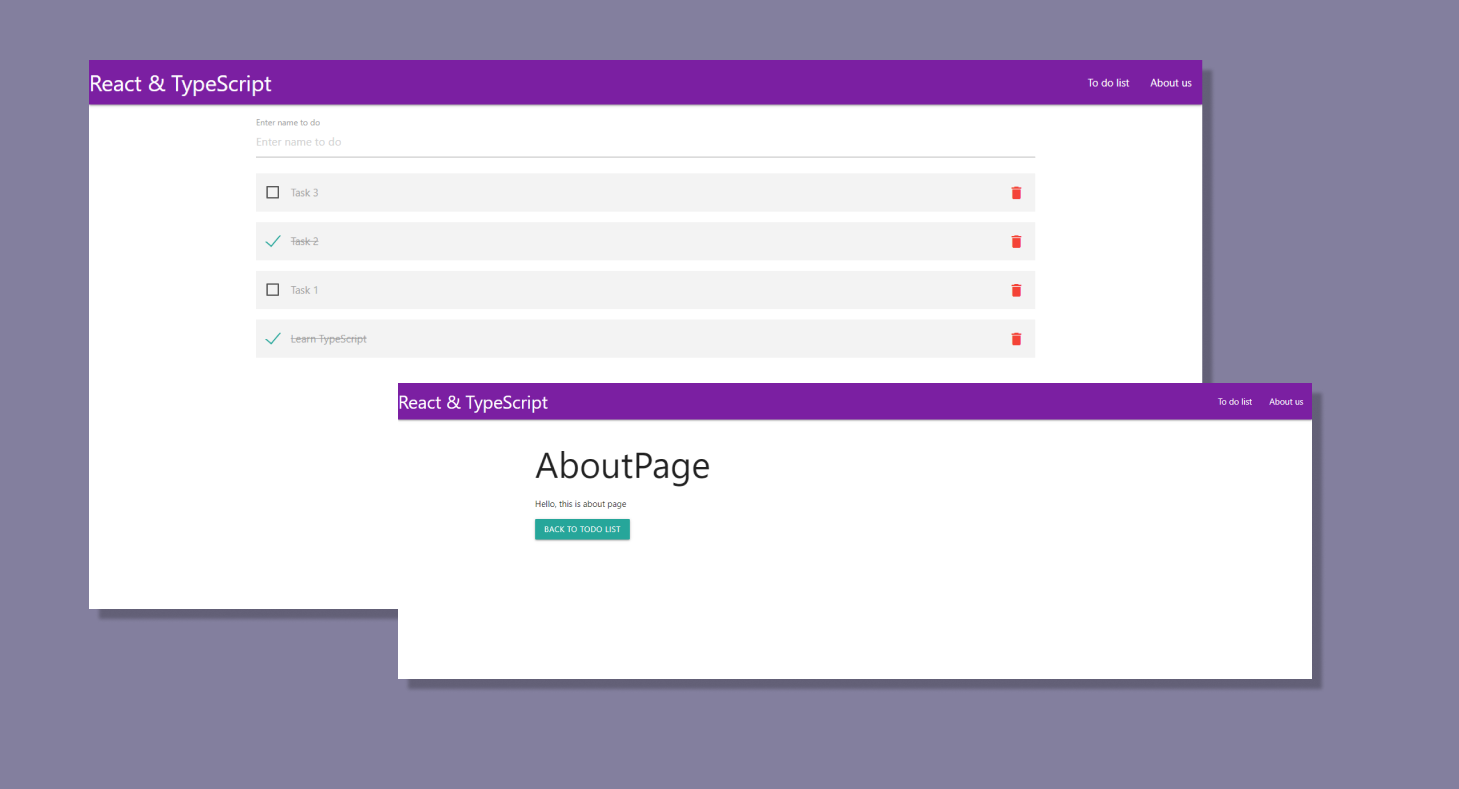 React & TypeScript
To do list About us
Enter name to do
Enter name to do
Task 3
Task 2
Task 1
Learn TypeScript
React & TypeScript
To do list About us
AboutPage
Hello, this is about page
BACK TO TODO LIST